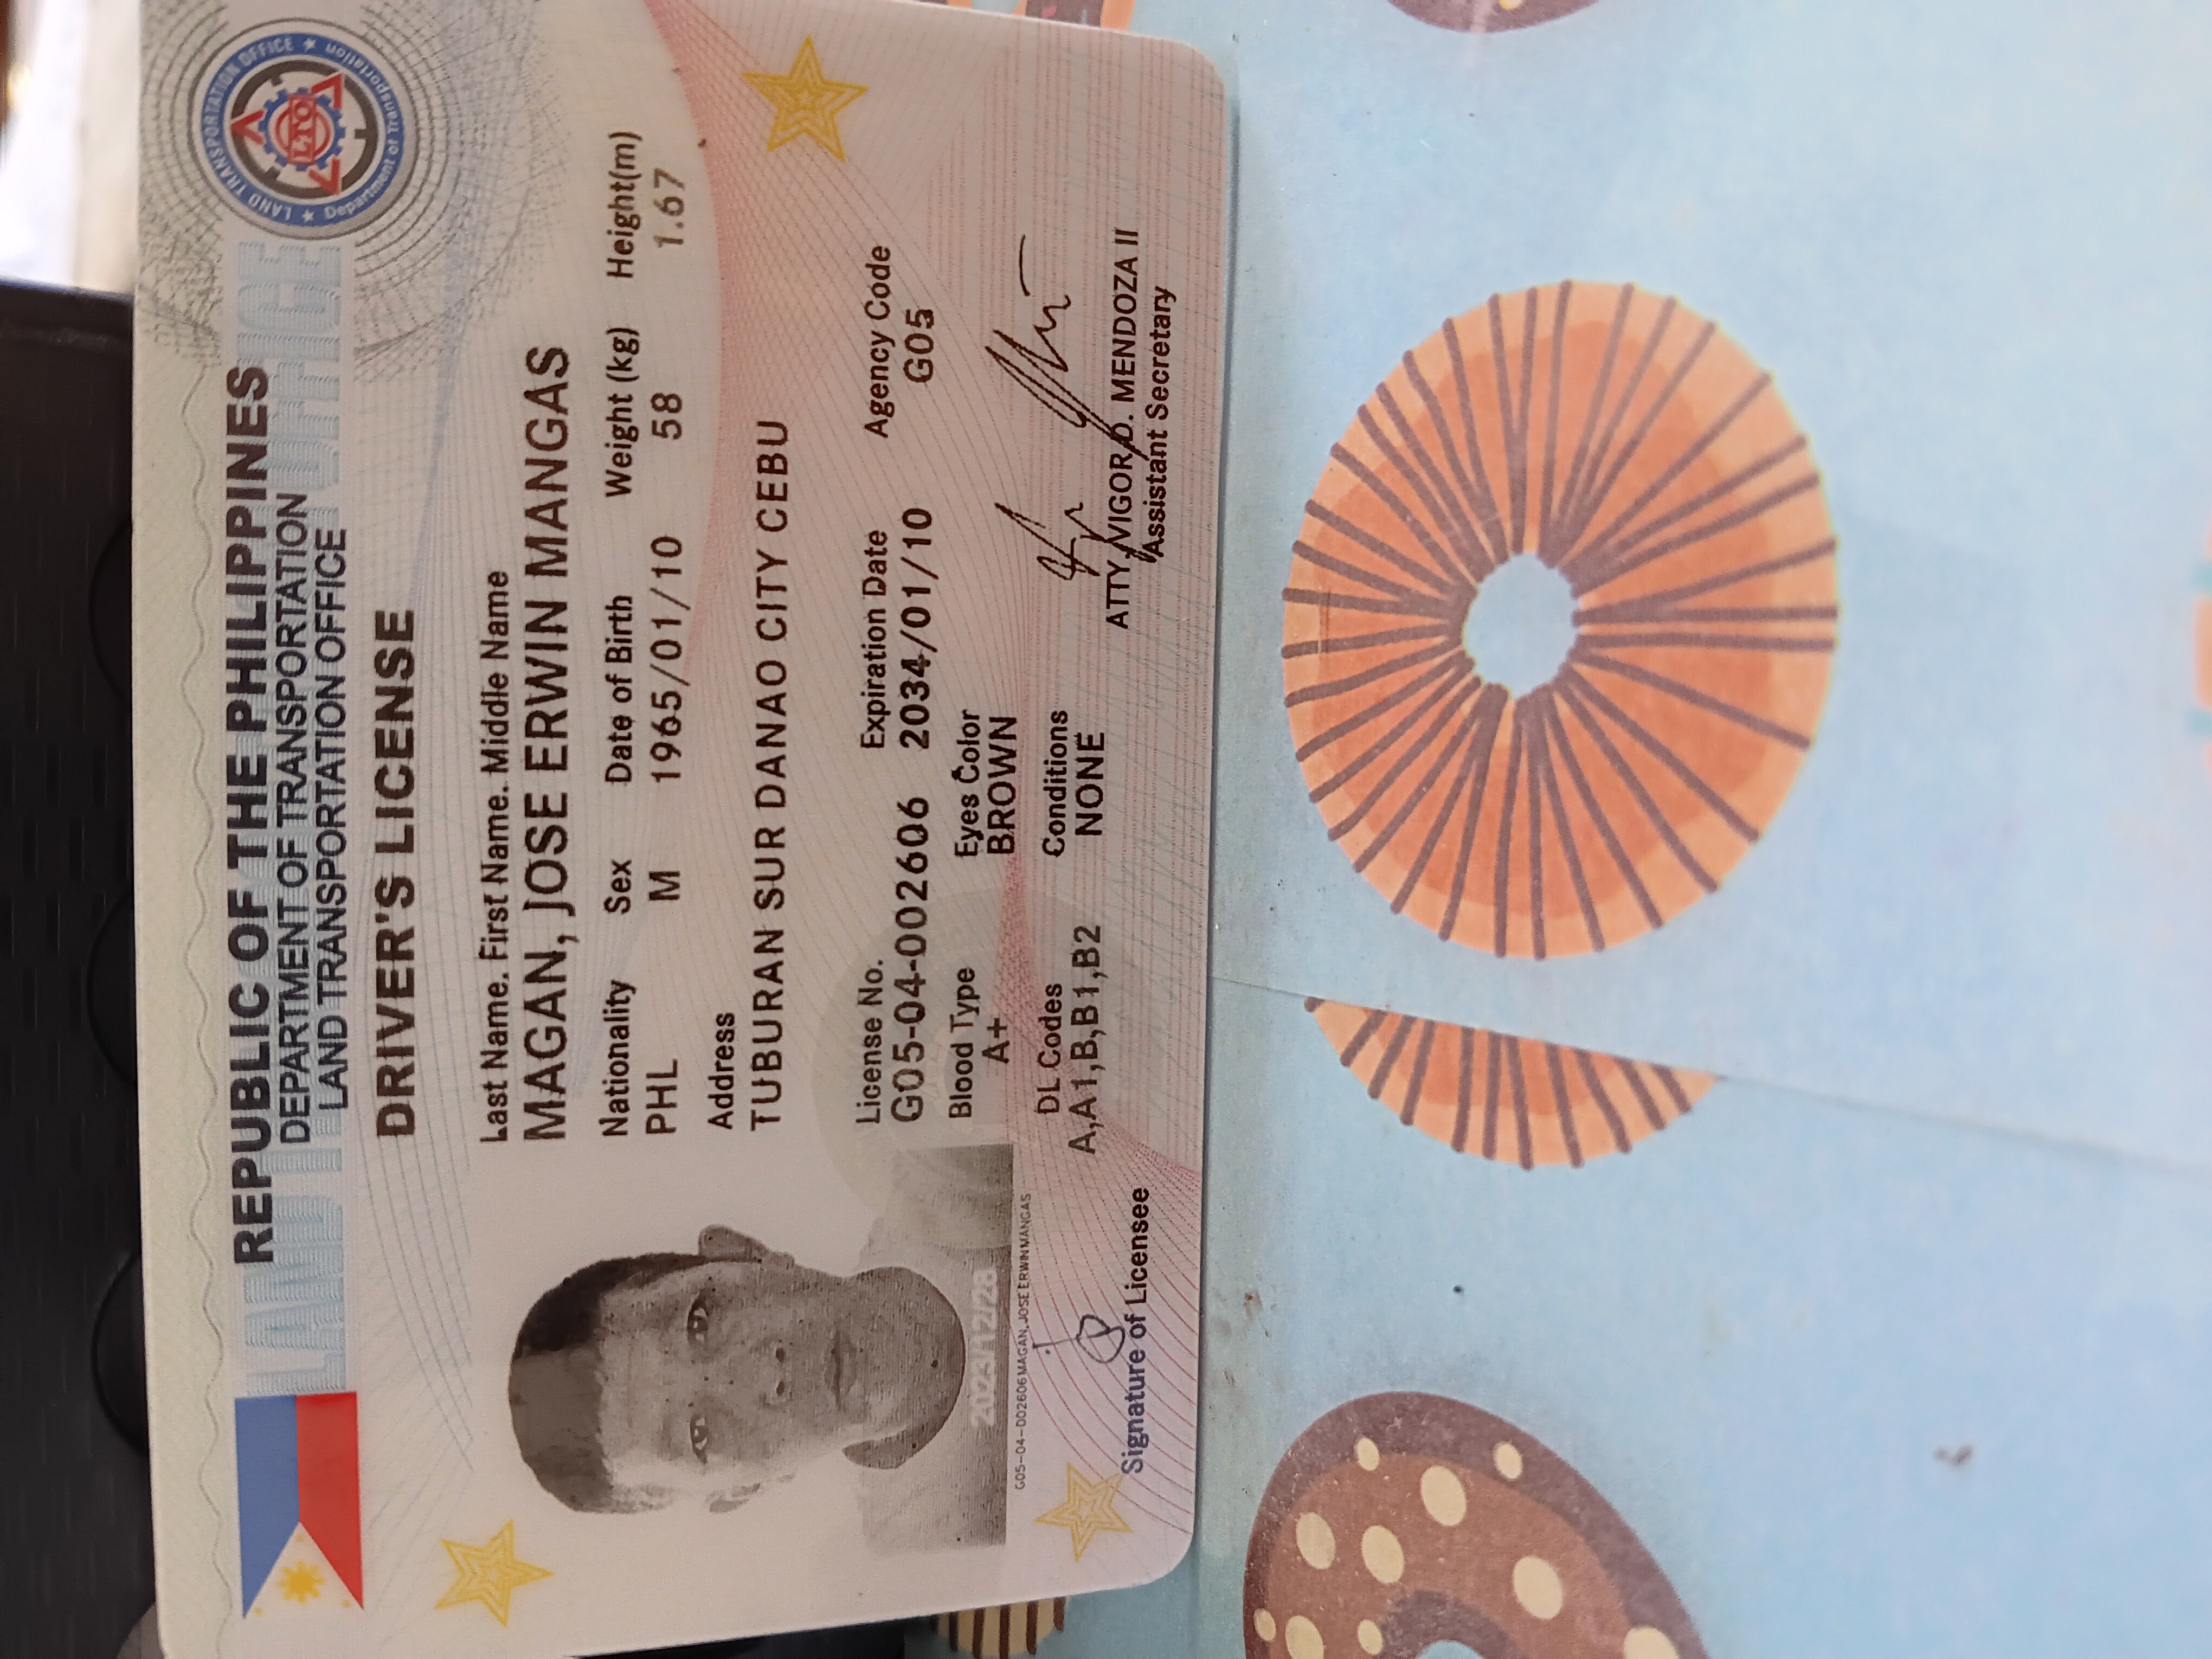 REPUBLIC OF THE PHILIPPINES
DEPARTMENT OF TRANSPORTATION
LAND TRANSPORTATION OFFICE
LAND TRANSPORTATION OFFICE
Department of Transportation
LTO
DRIVER'S LICENSE
Last Name. First Name. Middle Name
MAGAN, JOSE ERWIN MANGAS
Nationality Sex Date of Birth Weight (kg) Height(m)
PHL M 1965/01/10 58 1.67
Address
TUBURAN SUR DANAO CITY CEBU
License No. Expiration Date Agency Code
G05-04-002606 2034/01/10 G05
Blood Type Eyes Color
A+ BROWN
DL Codes Conditions
A,A1,B,B1,B2 NONE
2023/12/28
G05-04-002606 MAGAN, JOSE ERWIN MANGAS
Signature of Licensee
ATTY. VIGOR D. MENDOZA II
Assistant Secretary